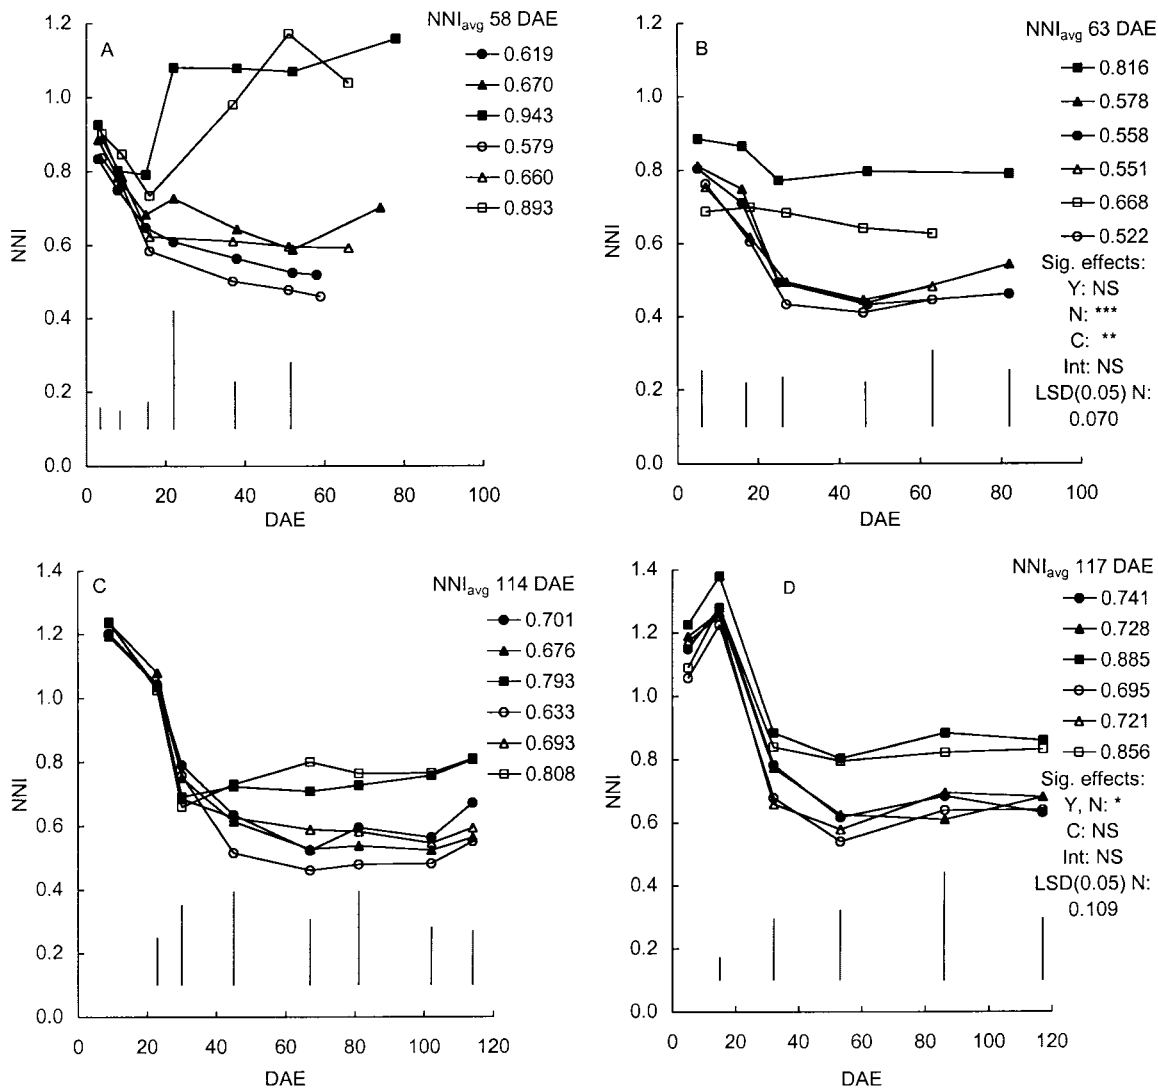 A
NNI
1.2
1.0
0.8
0.6
0.4
0.2
0.0
0 20 40 60 80 100
DAE
NNIavg 58 DAE
0.619
0.670
0.943
0.579
0.660
0.893
B
NNI
1.2
1.0
0.8
0.6
0.4
0.2
0.0
0 20 40 60 80 100
DAE
NNIavg 63 DAE
0.816
0.578
0.558
0.551
0.668
0.522
Sig. effects:
Y: NS
N: ***
C: **
Int: NS
LSD(0.05) N:
0.070
C
NNI
1.4
1.2
1.0
0.8
0.6
0.4
0.2
0.0
0 20 40 60 80 100 120
DAE
NNIavg 114 DAE
0.701
0.676
0.793
0.633
0.693
0.808
D
NNI
1.4
1.2
1.0
0.8
0.6
0.4
0.2
0.0
0 20 40 60 80 100 120
DAE
NNIavg 117 DAE
0.741
0.728
0.885
0.695
0.721
0.856
Sig. effects:
Y, N: *
C: NS
Int: NS
LSD(0.05) N:
0.109